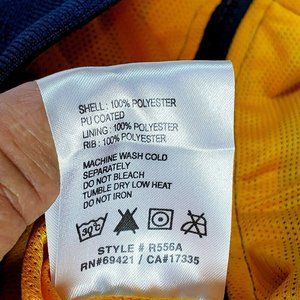 SHELL : 100% POLYESTER
PU COATED
LINING : 100% POLYESTER
RIB : 100% POLYESTER
MACHINE WASH COLD
SEPARATELY
DO NOT BLEACH
TUMBLE DRY LOW HEAT
DO NOT IRON
30°C
STYLE # R556A
RN#69421 / CA#17335